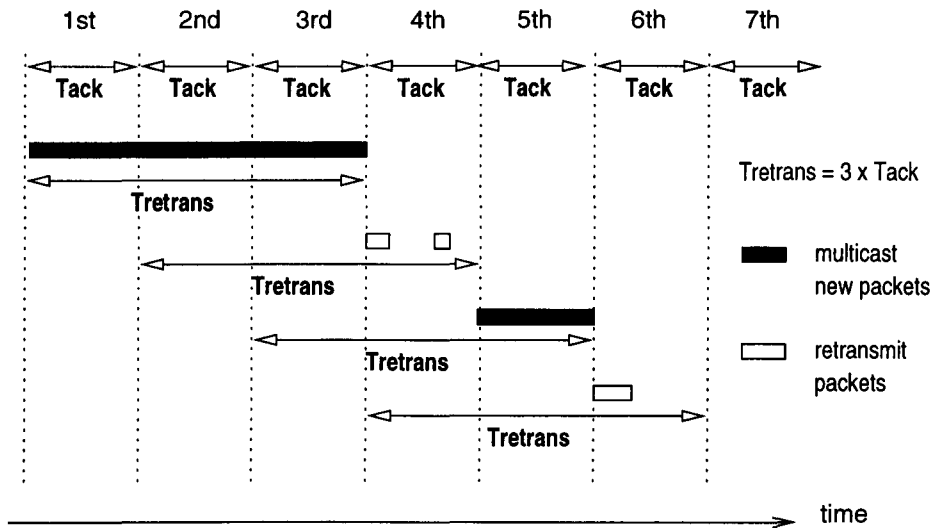 1st 2nd 3rd 4th 5th 6th 7th
Tack Tack Tack Tack Tack Tack Tack
Tretrans
Tretrans = 3 x Tack
Tretrans
multicast
new packets
Tretrans
retransmit
packets
Tretrans
time